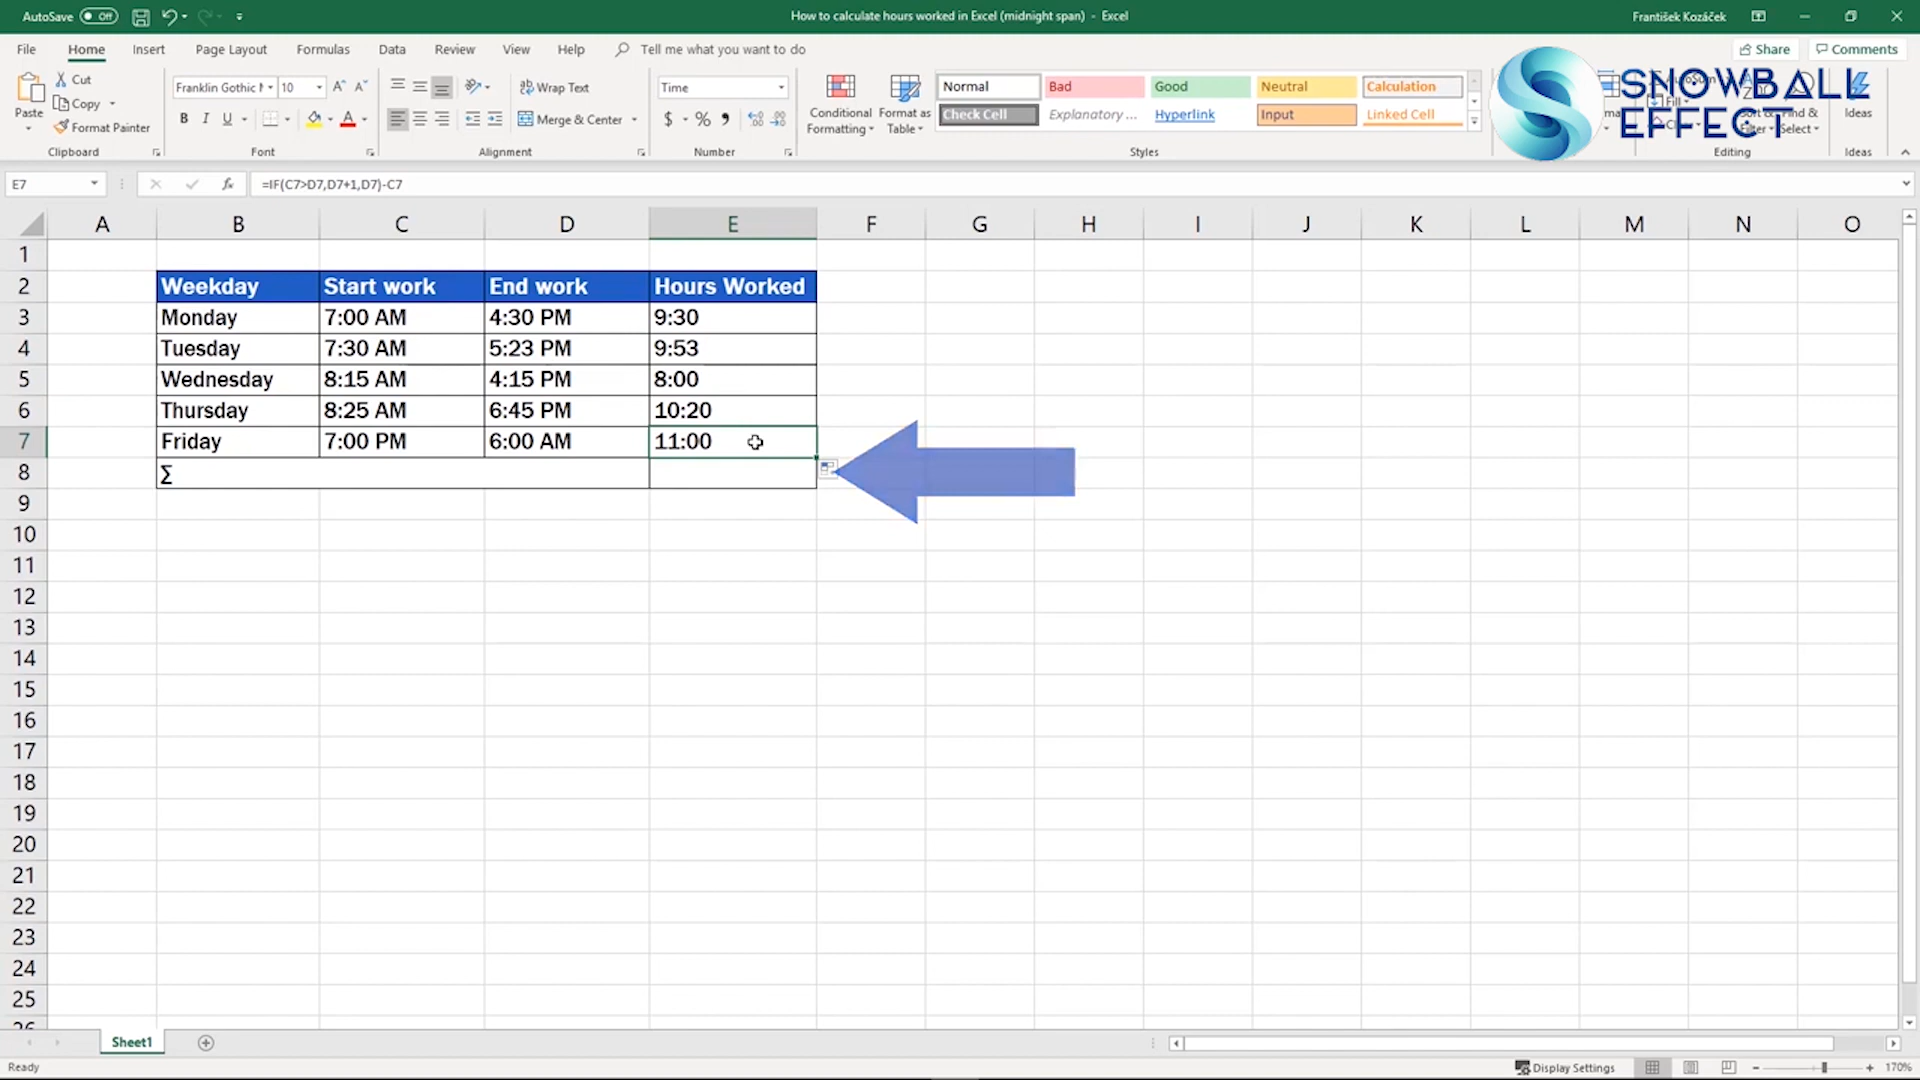 AutoSave Off
How to calculate hours worked in Excel (midnight span) - Excel
František Kozáček
File Home Insert Page Layout Formulas Data Review View Help Tell me what you want to do
Share Comments
Paste
Cut
Copy
Format Painter
Clipboard
Franklin Gothic M 10
B I U
Font
Wrap Text
Merge & Center
Alignment
Time
$ % ,
Number
Conditional Formatting
Format as Table
Normal Bad Good Neutral Calculation
Check Cell Explanatory ... Hyperlink Input Linked Cell
Styles
SNOWBALL
EFFECT
Fill
Filter
Find &
Select
Editing
Ideas
Ideas
E7
fx
=IF(C7>D7,D7+1,D7)-C7
A B C D E F G H I J K L M N O
1
2 Weekday Start work End work Hours Worked
3 Monday 7:00 AM 4:30 PM 9:30
4 Tuesday 7:30 AM 5:23 PM 9:53
5 Wednesday 8:15 AM 4:15 PM 8:00
6 Thursday 8:25 AM 6:45 PM 10:20
7 Friday 7:00 PM 6:00 AM 11:00
8 ∑
9
10
11
12
13
14
15
16
17
18
19
20
21
22
23
24
25
26
Sheet1
Ready
Display Settings
170%